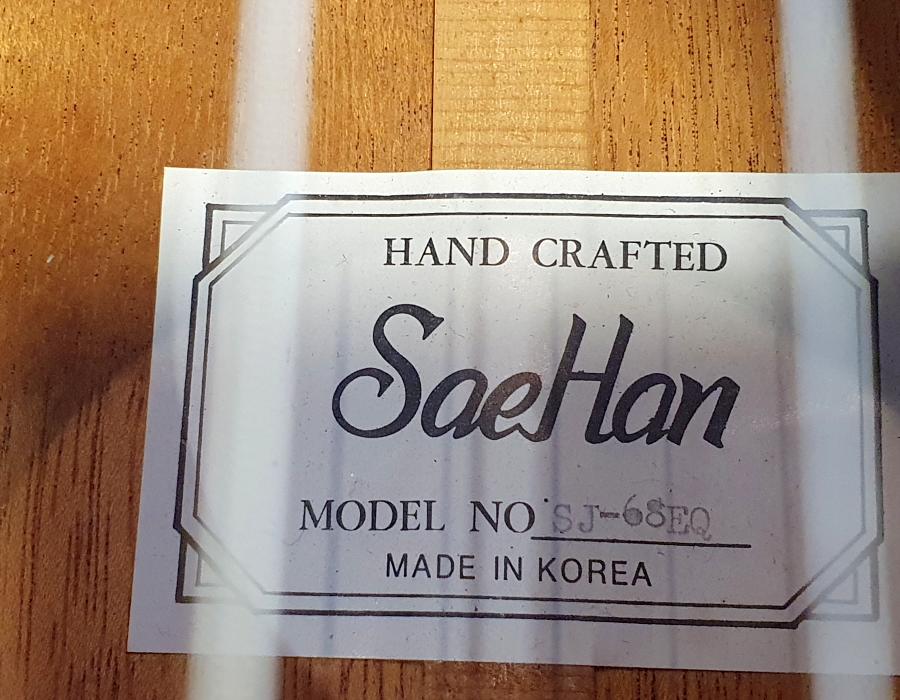 HAND CRAFTED
SaeHan
MODEL NO SJ-68EQ
MADE IN KOREA